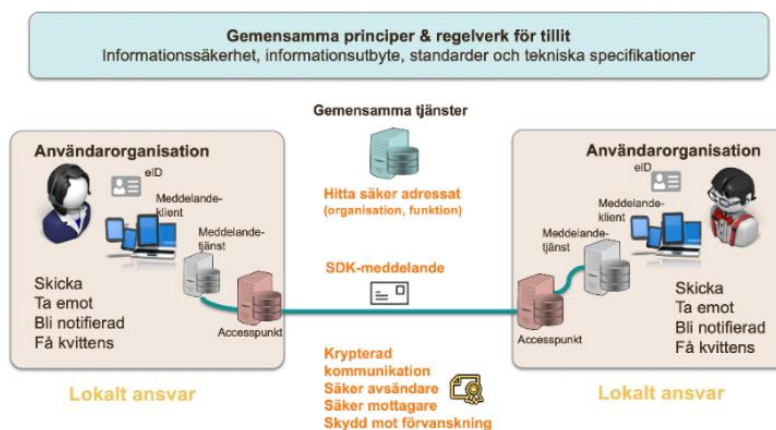 Gemensamma principer & regelverk för tillit
Informationssäkerhet, informationsutbyte, standarder och tekniska specifikationer
Gemensamma tjänster
Hitta säker adressat
(organisation, funktion)
SDK-meddelande
Krypterad
kommunikation
Säker avsändare
Säker mottagare
Skydd mot förvanskning
Användarorganisation
eID
Meddelande-
klient
Meddelande-
tjänst
Accesspunkt
Skicka
Ta emot
Bli notifierad
Få kvittens
Lokalt ansvar
Användarorganisation
eID
Meddelande-
klient
Meddelande-
tjänst
Accesspunkt
Skicka
Ta emot
Bli notifierad
Få kvittens
Lokalt ansvar